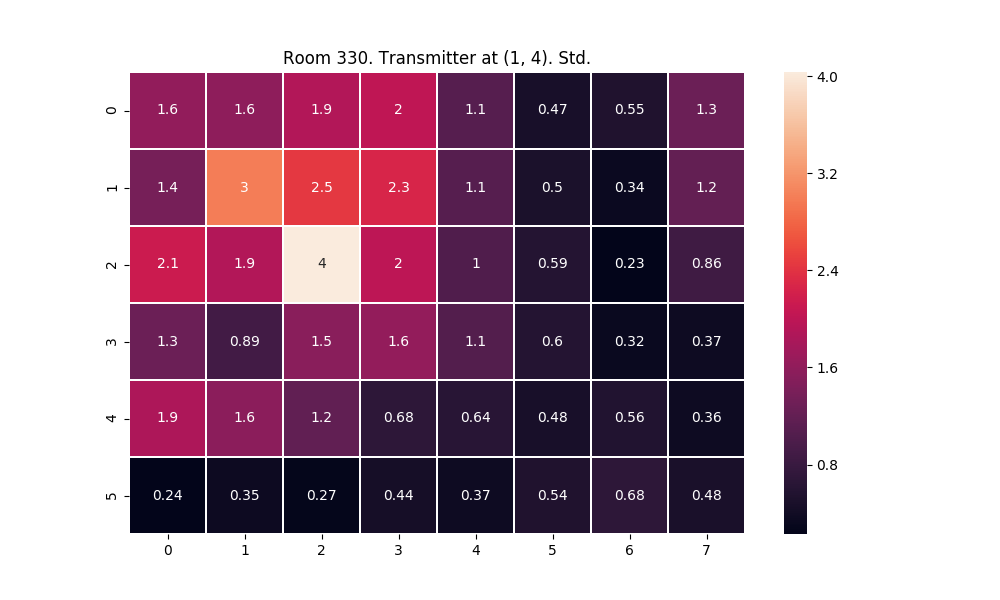 Room 330. Transmitter at (1, 4). Std.
0 1.6 1.6 1.9 2 1.1 0.47 0.55 1.3
1 1.4 3 2.5 2.3 1.1 0.5 0.34 1.2
2 2.1 1.9 4 2 1 0.59 0.23 0.86
3 1.3 0.89 1.5 1.6 1.1 0.6 0.32 0.37
4 1.9 1.6 1.2 0.68 0.64 0.48 0.56 0.36
5 0.24 0.35 0.27 0.44 0.37 0.54 0.68 0.48
0 1 2 3 4 5 6 7
4.0
3.2
2.4
1.6
0.8